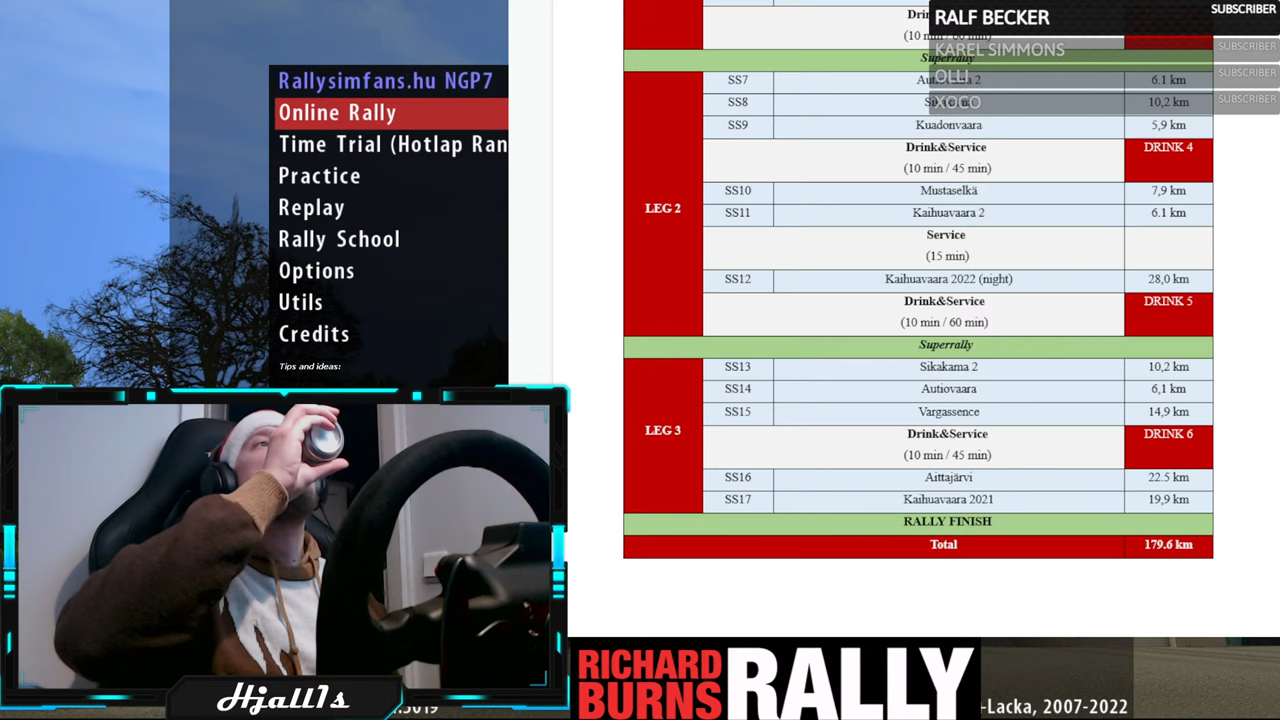 Rallysimfans.hu NGP7
Online Rally
Time Trial (Hotlap Ran
Practice
Replay
Rally School
Options
Utils
Credits
Tips and ideas:
Hjall1s
SUBSCRIBER
RALF BECKER
KAREL SIMMONS SUBSCRIBER
OLLI SUBSCRIBER
XOCO SUBSCRIBER
Superrally
LEG 2
SS7 2 6.1 km
SS8 10,2 km
SS9 Kuadonvaara 5,9 km
Drink&Service DRINK 4
(10 min / 45 min)
SS10 Mustaselkä 7,9 km
SS11 Kaihuavaara 2 6.1 km
Service
(15 min)
SS12 Kaihuavaara 2022 (night) 28,0 km
Drink&Service DRINK 5
(10 min / 60 min)
Superrally
LEG 3
SS13 Sikakama 2 10,2 km
SS14 Autiovaara 6,1 km
SS15 Vargassence 14,9 km
Drink&Service DRINK 6
(10 min / 45 min)
SS16 Aittajärvi 22.5 km
SS17 Kaihuavaara 2021 19,9 km
RALLY FINISH
Total 179.6 km
RICHARD
BURNS
RALLY
-Lacka, 2007-2022